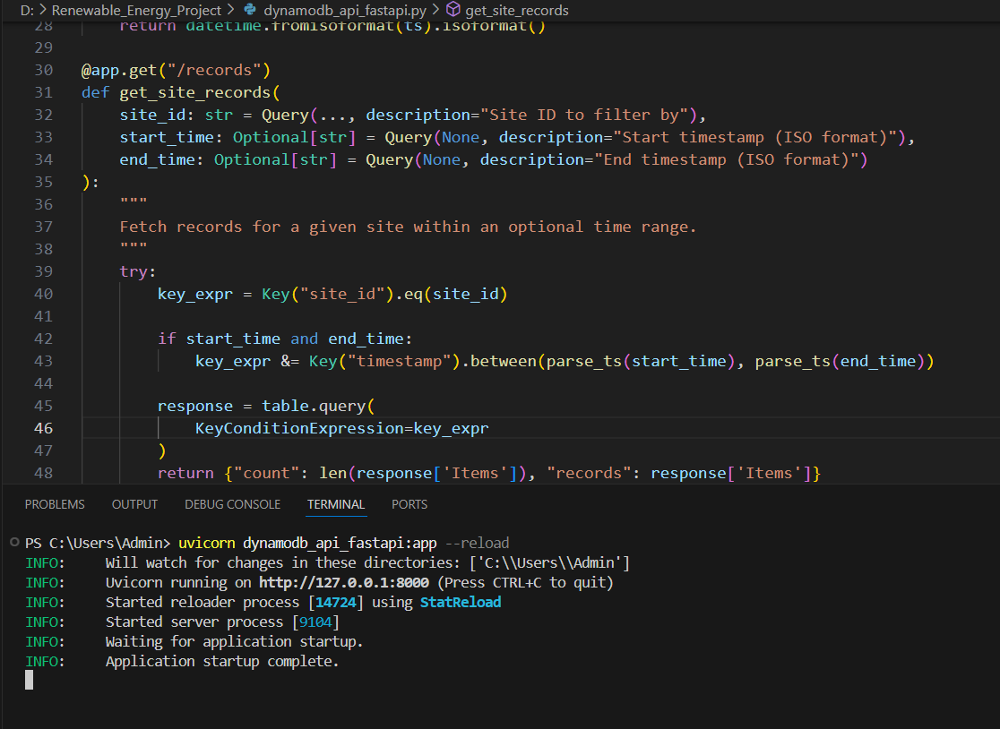 D: > Renewable_Energy_Project > dynamodb_api_fastapi.py > get_site_records
28 return datetime.fromisoformat(ts).isoformat()
29
30 @app.get("/records")
31 def get_site_records(
32 site_id: str = Query(..., description="Site ID to filter by"),
33 start_time: Optional[str] = Query(None, description="Start timestamp (ISO format)"),
34 end_time: Optional[str] = Query(None, description="End timestamp (ISO format)")
35 ):
36 """
37 Fetch records for a given site within an optional time range.
38 """
39 try:
40 key_expr = Key("site_id").eq(site_id)
41
42 if start_time and end_time:
43 key_expr &= Key("timestamp").between(parse_ts(start_time), parse_ts(end_time))
44
45 response = table.query(
46 KeyConditionExpression=key_expr
47 )
48 return {"count": len(response['Items']), "records": response['Items']}
PROBLEMS OUTPUT DEBUG CONSOLE TERMINAL PORTS
PS C:\Users\Admin> uvicorn dynamodb_api_fastapi:app --reload
INFO: Will watch for changes in these directories: ['C:\\Users\\Admin']
INFO: Uvicorn running on http://127.0.0.1:8000 (Press CTRL+C to quit)
INFO: Started reloader process [14724] using StatReload
INFO: Started server process [9104]
INFO: Waiting for application startup.
INFO: Application startup complete.